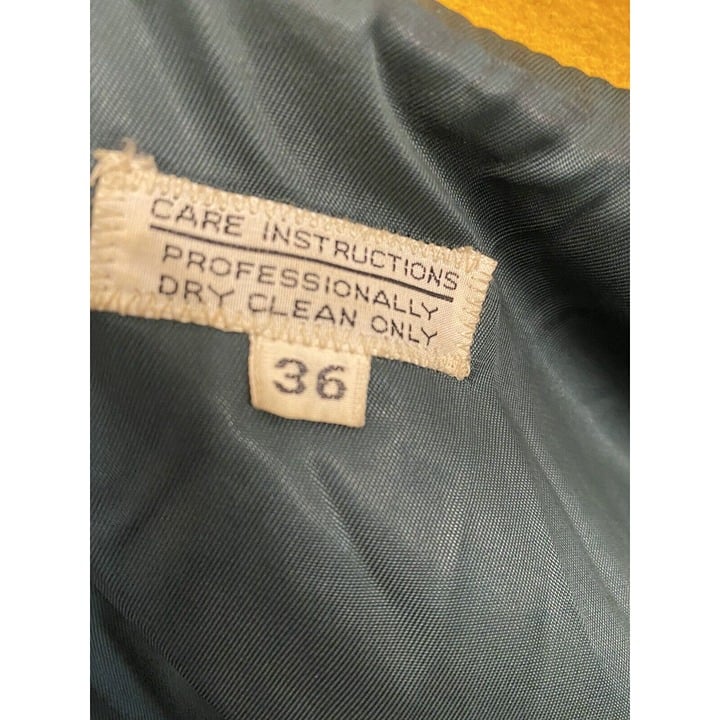 CARE INSTRUCTIONS
PROFESSIONALLY
DRY CLEAN ONLY
36